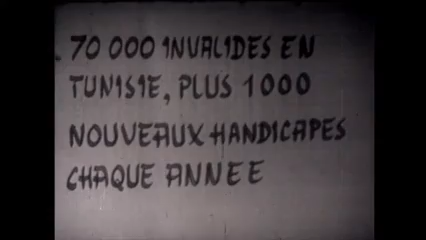 70 000 INVALIDES EN
TUNISIE, PLUS 1000
NOUVEAUX HANDICAPES
CHAQUE ANNEE